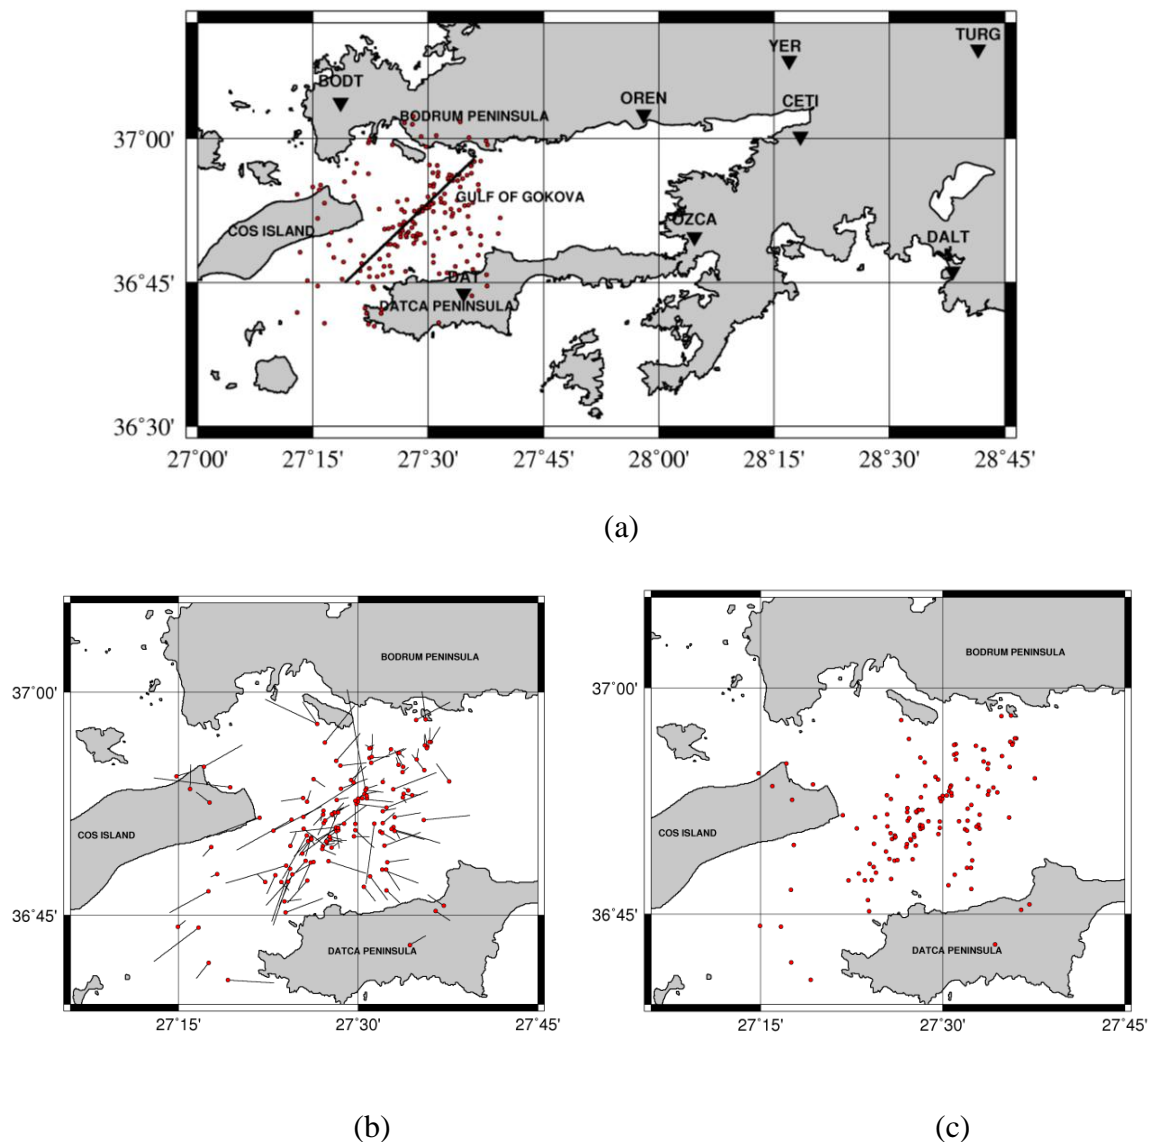 TURG
YER
BODT
OREN
CETI
BODRUM PENINSULA
37°00'
GULF OF GOKOVA
COS ISLAND
OZCA
DALT
36°45'
DAT
DATCA PENINSULA
36°30'
27°00' 27°15' 27°30' 27°45' 28°00' 28°15' 28°30' 28°45'
(a)
BODRUM PENINSULA
37°00'
COS ISLAND
36°45'
DATCA PENINSULA
27°15' 27°30' 27°45'
BODRUM PENINSULA
37°00'
COS ISLAND
36°45'
DATCA PENINSULA
27°15' 27°30' 27°45'
(b) (c)